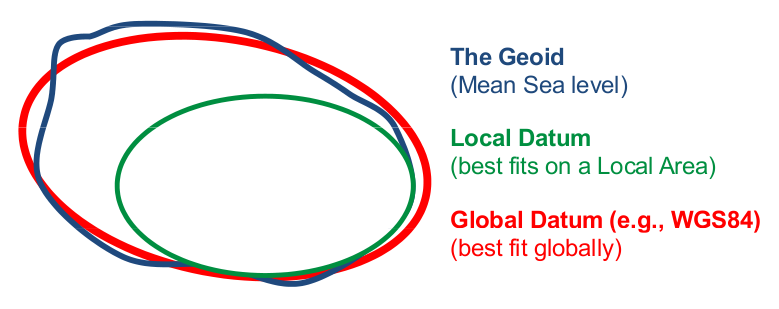 The Geoid
(Mean Sea level)
Local Datum
(best fits on a Local Area)
Global Datum (e.g., WGS84)
(best fit globally)